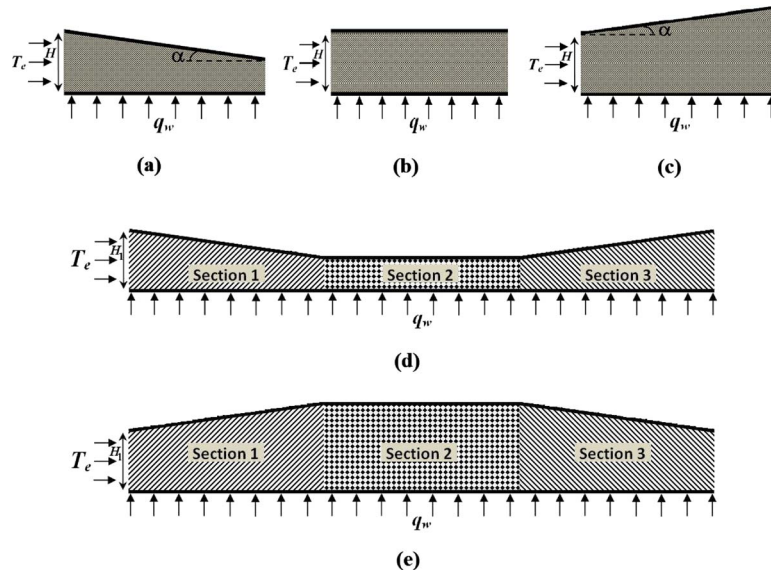 H
α
Tₑ
q_w
(a)
H
Tₑ
q_w
(b)
α
H
Tₑ
q_w
(c)
H₁
Tₑ
Section 1
Section 2
Section 3
q_w
(d)
H₁
Tₑ
Section 1
Section 2
Section 3
q_w
(e)